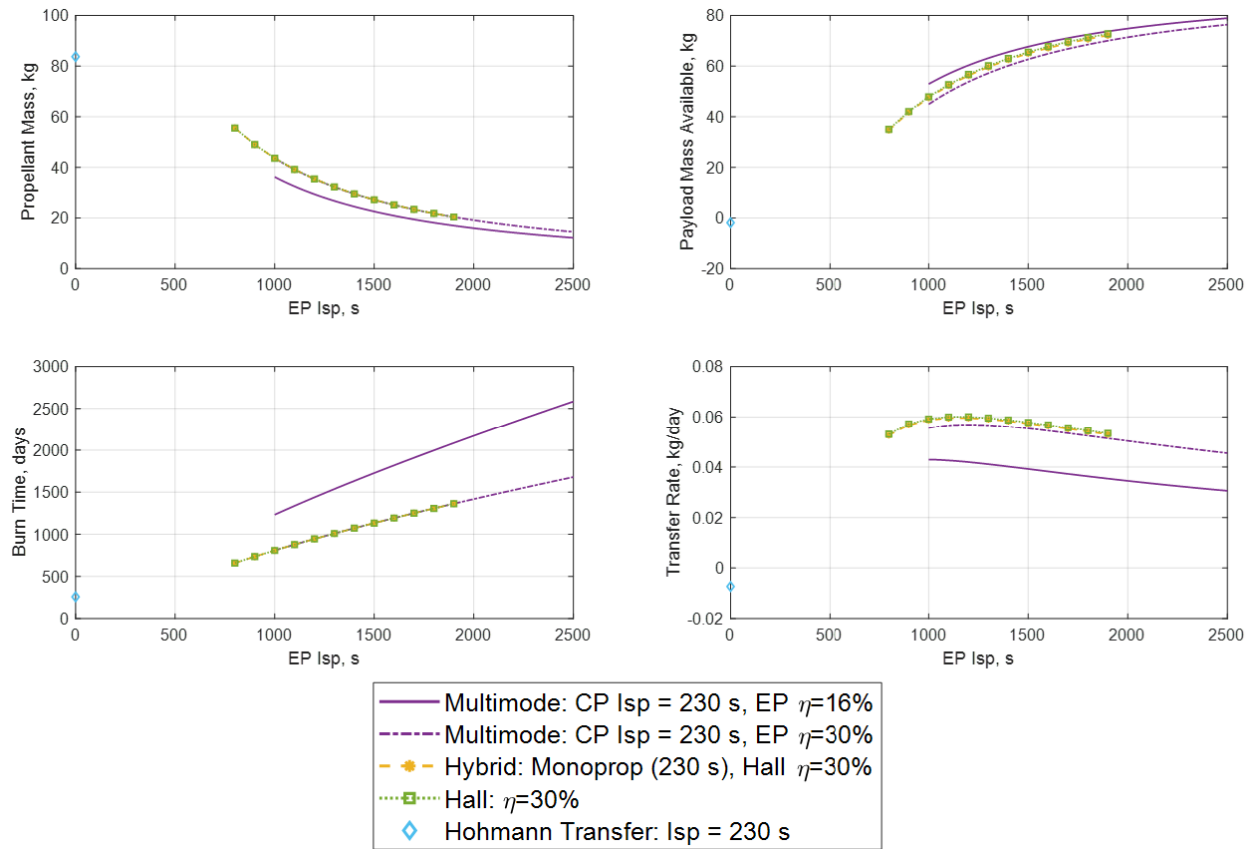 Propellant Mass, kg
100
80
60
40
20
0
0 500 1000 1500 2000 2500
EP Isp, s
Payload Mass Available, kg
80
60
40
20
0
-20
0 500 1000 1500 2000 2500
EP Isp, s
Burn Time, days
3000
2500
2000
1500
1000
500
0
0 500 1000 1500 2000 2500
EP Isp, s
Transfer Rate, kg/day
0.08
0.06
0.04
0.02
0
-0.02
0 500 1000 1500 2000 2500
EP Isp, s
Multimode: CP Isp = 230 s, EP η=16%
Multimode: CP Isp = 230 s, EP η=30%
Hybrid: Monoprop (230 s), Hall η=30%
Hall: η=30%
Hohmann Transfer: Isp = 230 s